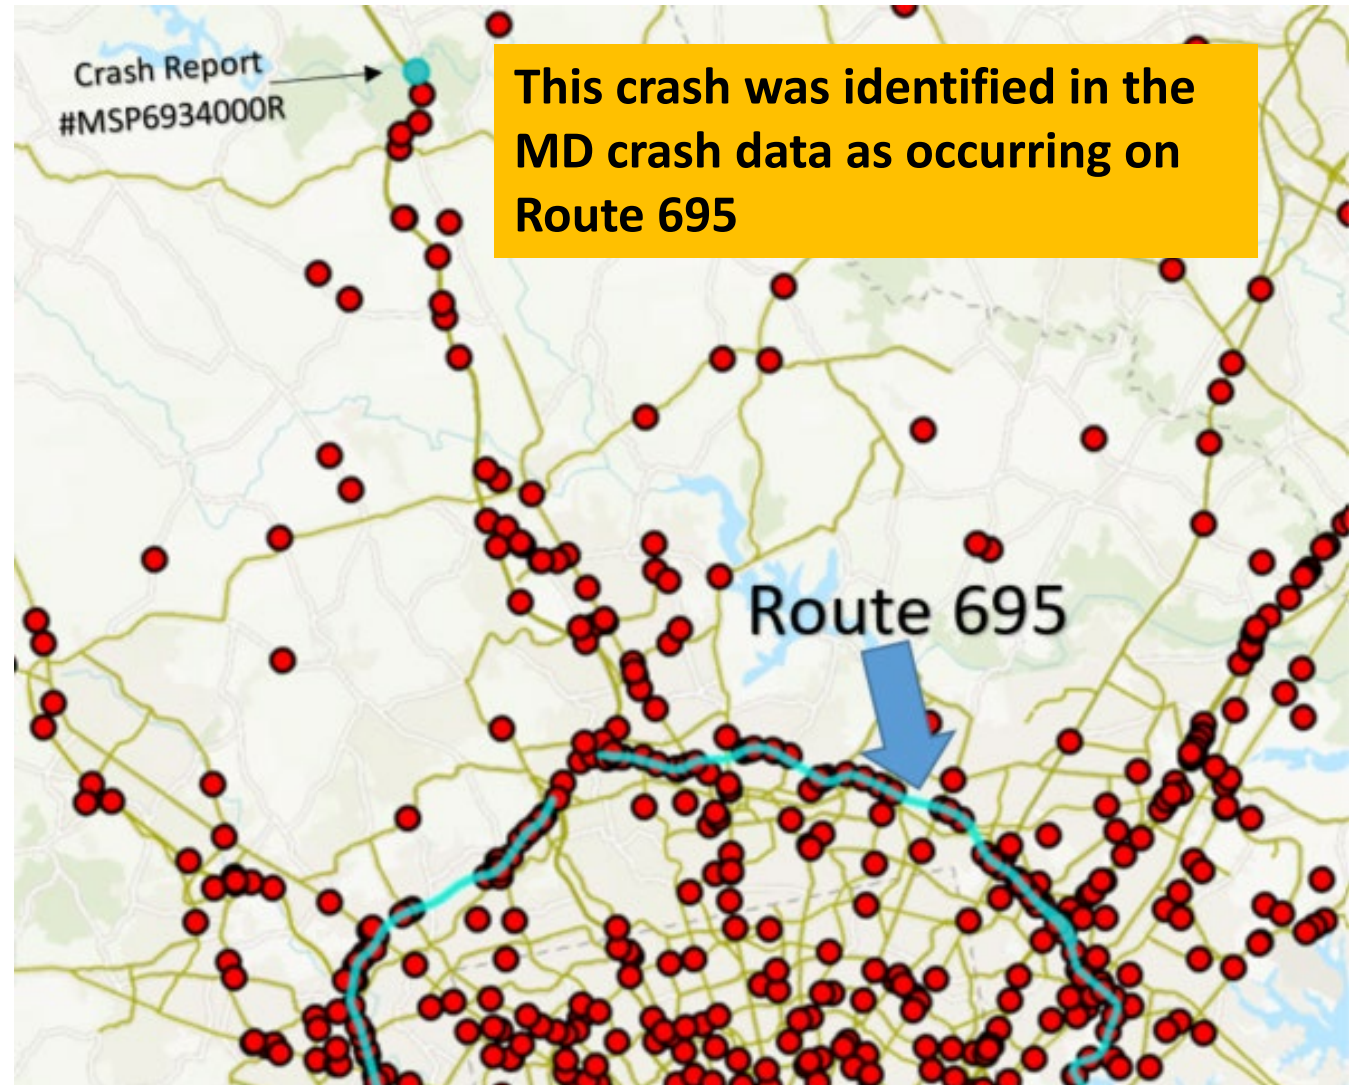 Crash Report
#MSP6934000R
This crash was identified in the
MD crash data as occurring on
Route 695
Route 695